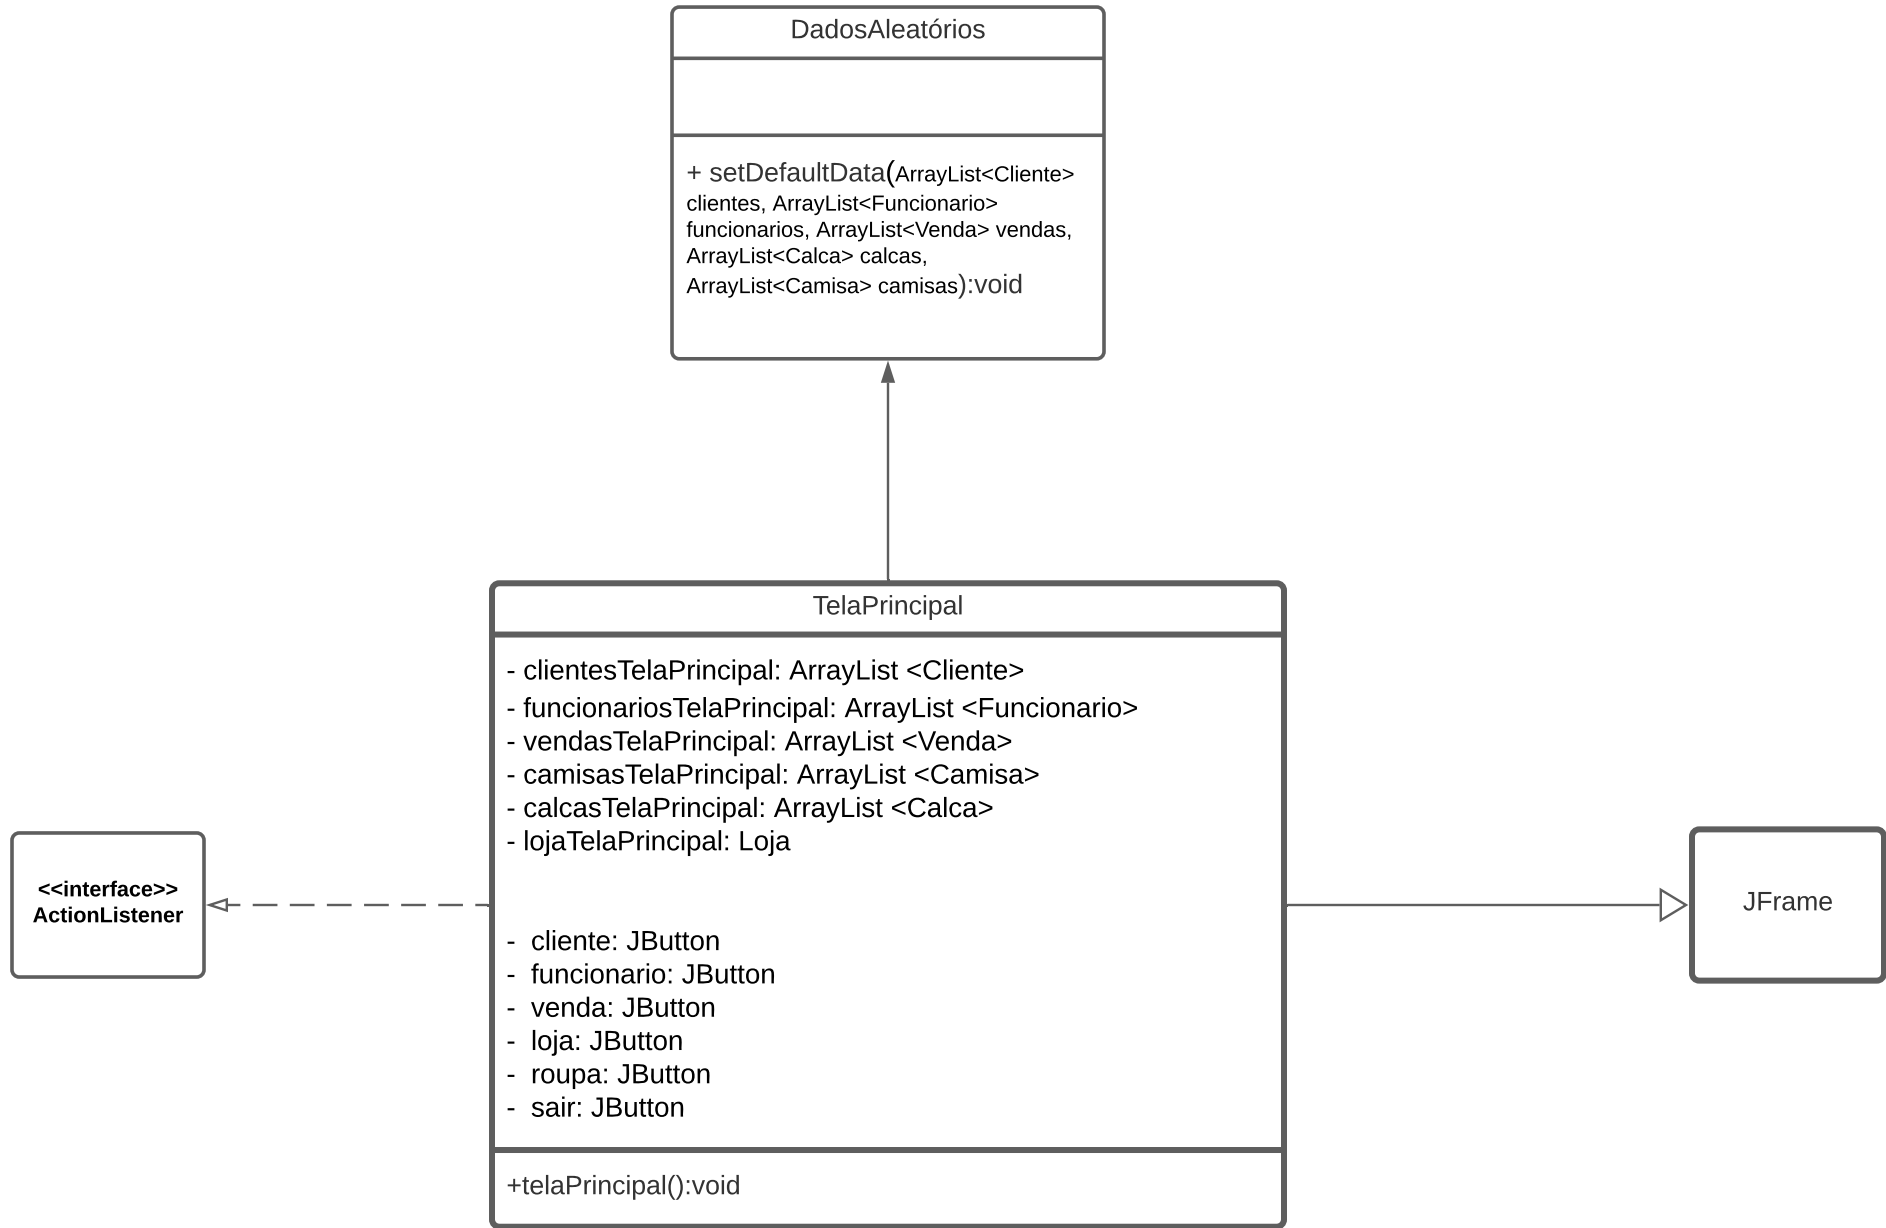 DadosAleatórios
+ setDefaultData(ArrayList<Cliente>
clientes, ArrayList<Funcionario>
funcionarios, ArrayList<Venda> vendas,
ArrayList<Calca> calcas,
ArrayList<Camisa> camisas):void
TelaPrincipal
- clientesTelaPrincipal: ArrayList <Cliente>
- funcionariosTelaPrincipal: ArrayList <Funcionario>
- vendasTelaPrincipal: ArrayList <Venda>
- camisasTelaPrincipal: ArrayList <Camisa>
- calcasTelaPrincipal: ArrayList <Calca>
- lojaTelaPrincipal: Loja
- cliente: JButton
- funcionario: JButton
- venda: JButton
- loja: JButton
- roupa: JButton
- sair: JButton
+telaPrincipal():void
<<interface>>
ActionListener
JFrame